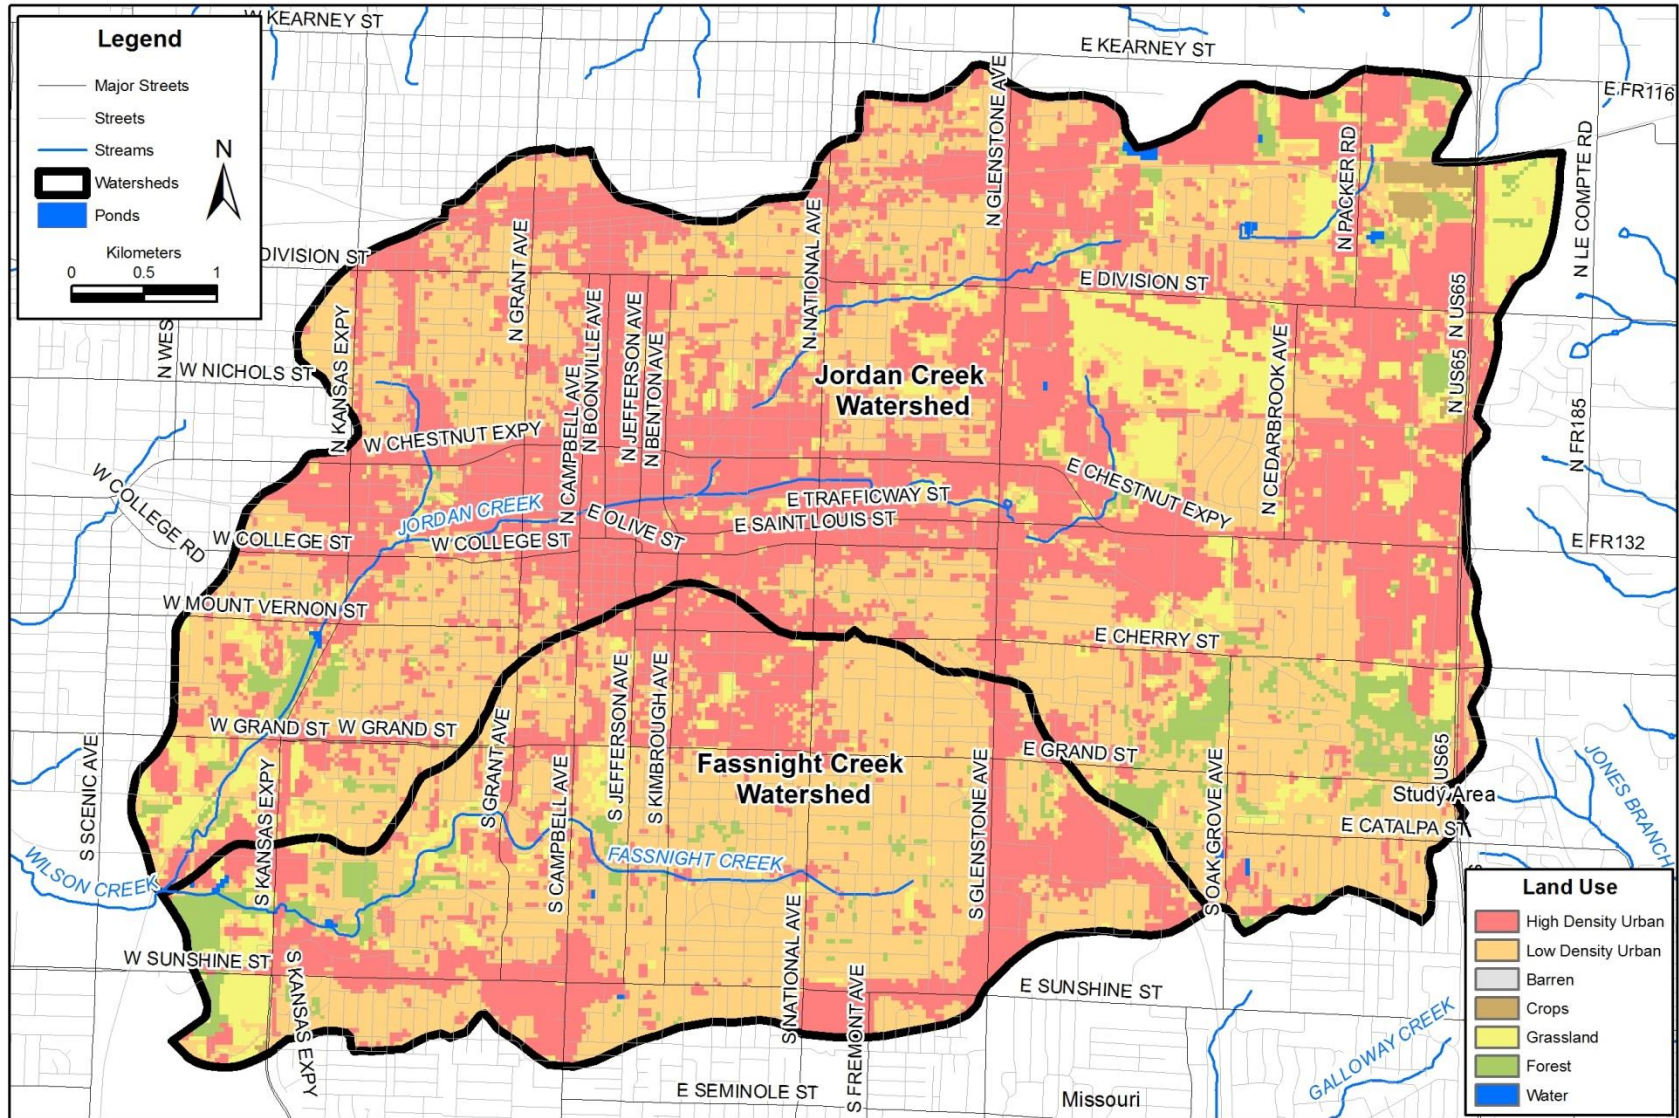 Legend
Major Streets
Streets
Streams
Watersheds
Ponds
N
Kilometers
0 0.5 1
W KEARNEY ST
E KEARNEY ST
E FR116
N GLENSTONE AVE
N PACKER RD
N LE COMPTE RD
DIVISION ST
N GRANT AVE
N NATIONAL AVE
E DIVISION ST
N US65
N WES
N KANSAS EXPY
W NICHOLS ST
N CAMPBELL AVE
N BOONVILLE AVE
N JEFFERSON AVE
N BENTON AVE
Jordan Creek
Watershed
N CEDARBROOK AVE
N US65
N FR185
W CHESTNUT EXPY
E CHESTNUT EXPY
W COLLEGE RD
JORDAN CREEK
E TRAFFICWAY ST
E OLIVE ST
E SAINT LOUIS ST
W COLLEGE ST
W COLLEGE ST
E FR132
W MOUNT VERNON ST
E CHERRY ST
S JEFFERSON AVE
S KIMBROUGH AVE
W GRAND ST
W GRAND ST
S GRANT AVE
E GRAND ST
S SCENIC AVE
S KANSAS EXPY
S CAMPBELL AVE
Fassnight Creek
Watershed
S GLENSTONE AVE
S OAK GROVE AVE
US65
Study Area
JONES BRANCH
E CATALPA ST
WILSON CREEK
FASSNIGHT CREEK
S NATIONAL AVE
W SUNSHINE ST
S KANSAS EXPY
S FREMONT AVE
E SUNSHINE ST
E SEMINOLE ST
GALLOWAY CREEK
Missouri
Land Use
High Density Urban
Low Density Urban
Barren
Crops
Grassland
Forest
Water